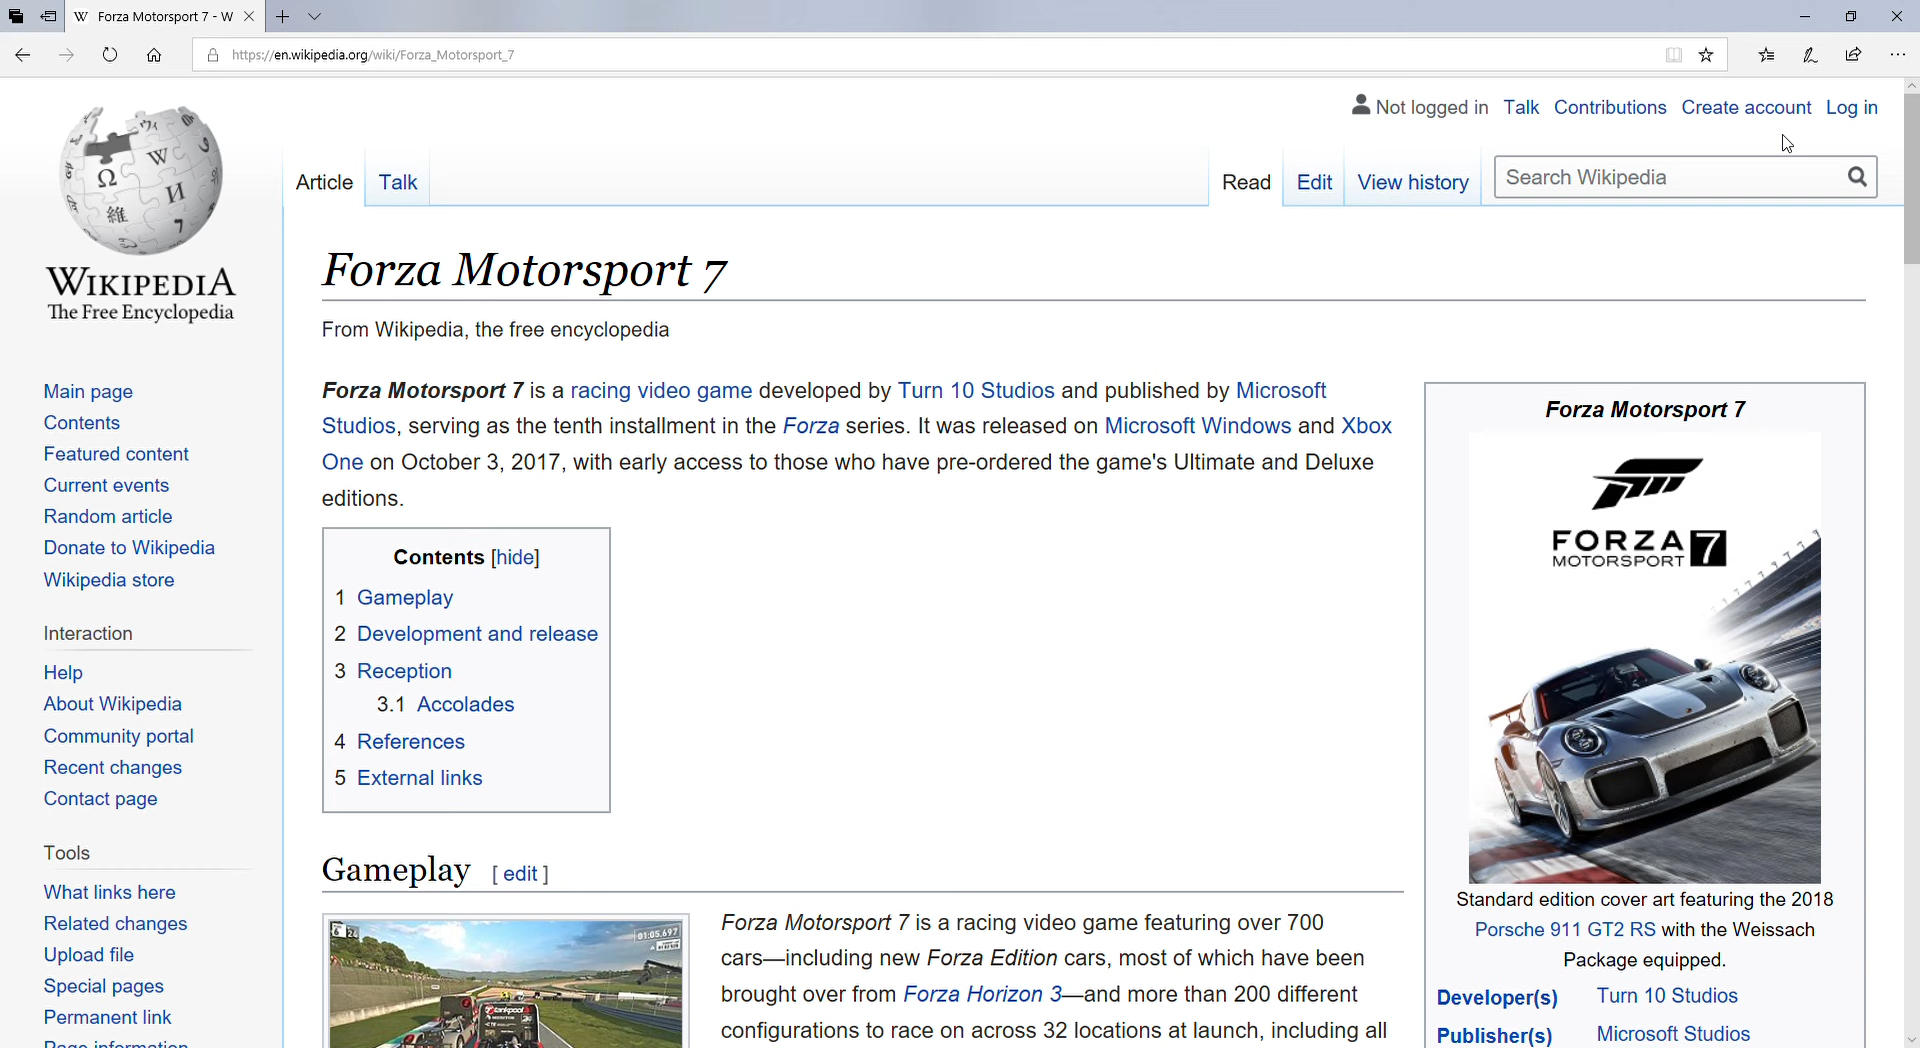 Forza Motorsport 7 - W
https://en.wikipedia.org/wiki/Forza_Motorsport_7
Not logged in Talk Contributions Create account Log in
Article Talk Read Edit View history Search Wikipedia
WIKIPEDIA
The Free Encyclopedia
Main page
Contents
Featured content
Current events
Random article
Donate to Wikipedia
Wikipedia store
Interaction
Help
About Wikipedia
Community portal
Recent changes
Contact page
Tools
What links here
Related changes
Upload file
Special pages
Permanent link
Page information
Forza Motorsport 7
From Wikipedia, the free encyclopedia
Forza Motorsport 7 is a racing video game developed by Turn 10 Studios and published by Microsoft
Studios, serving as the tenth installment in the Forza series. It was released on Microsoft Windows and Xbox
One on October 3, 2017, with early access to those who have pre-ordered the game's Ultimate and Deluxe
editions.
Contents [hide]
1 Gameplay
2 Development and release
3 Reception
3.1 Accolades
4 References
5 External links
Gameplay [ edit ]
01:05.697
Forza Motorsport 7 is a racing video game featuring over 700
cars—including new Forza Edition cars, most of which have been
brought over from Forza Horizon 3—and more than 200 different
configurations to race on across 32 locations at launch, including all
Forza Motorsport 7
FORZA
MOTORSPORT 7
Standard edition cover art featuring the 2018
Porsche 911 GT2 RS with the Weissach
Package equipped.
Developer(s) Turn 10 Studios
Publisher(s) Microsoft Studios